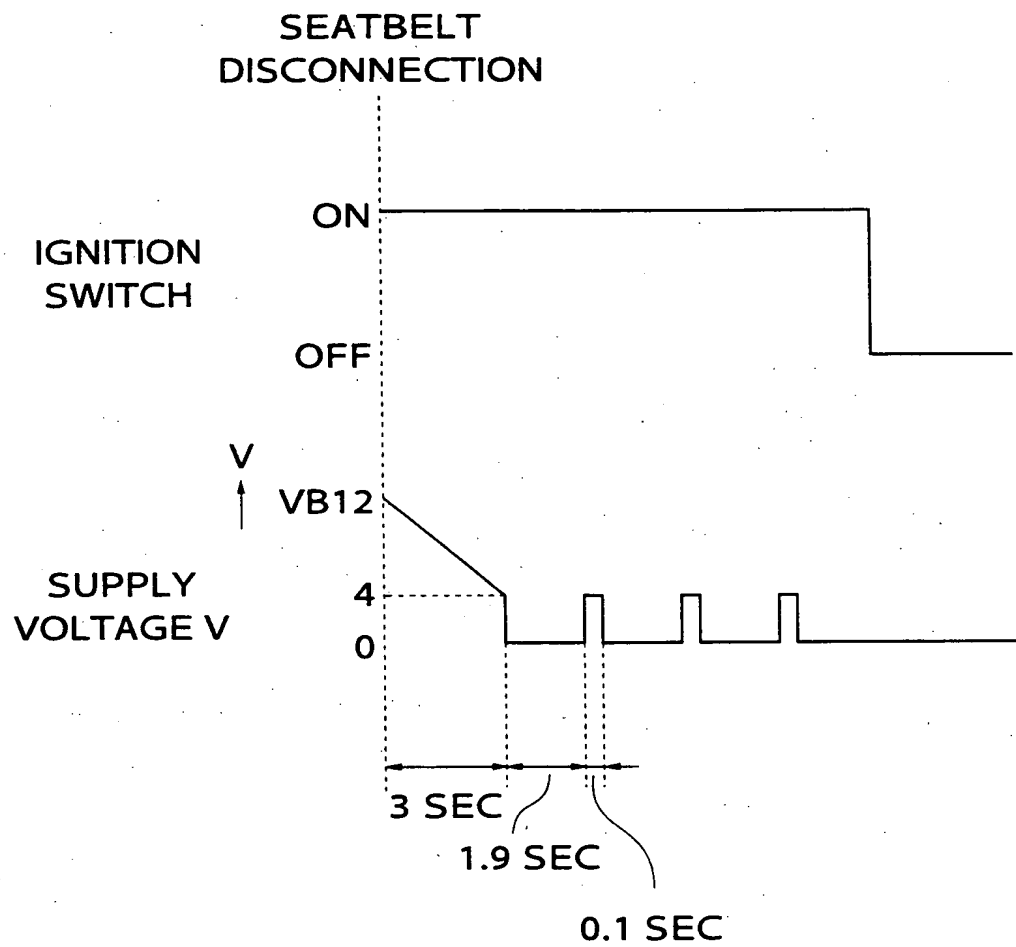 SEATBELT
DISCONNECTION
ON
IGNITION
SWITCH
OFF
V
VB12
SUPPLY
VOLTAGE V
4
0
3 SEC
1.9 SEC
0.1 SEC